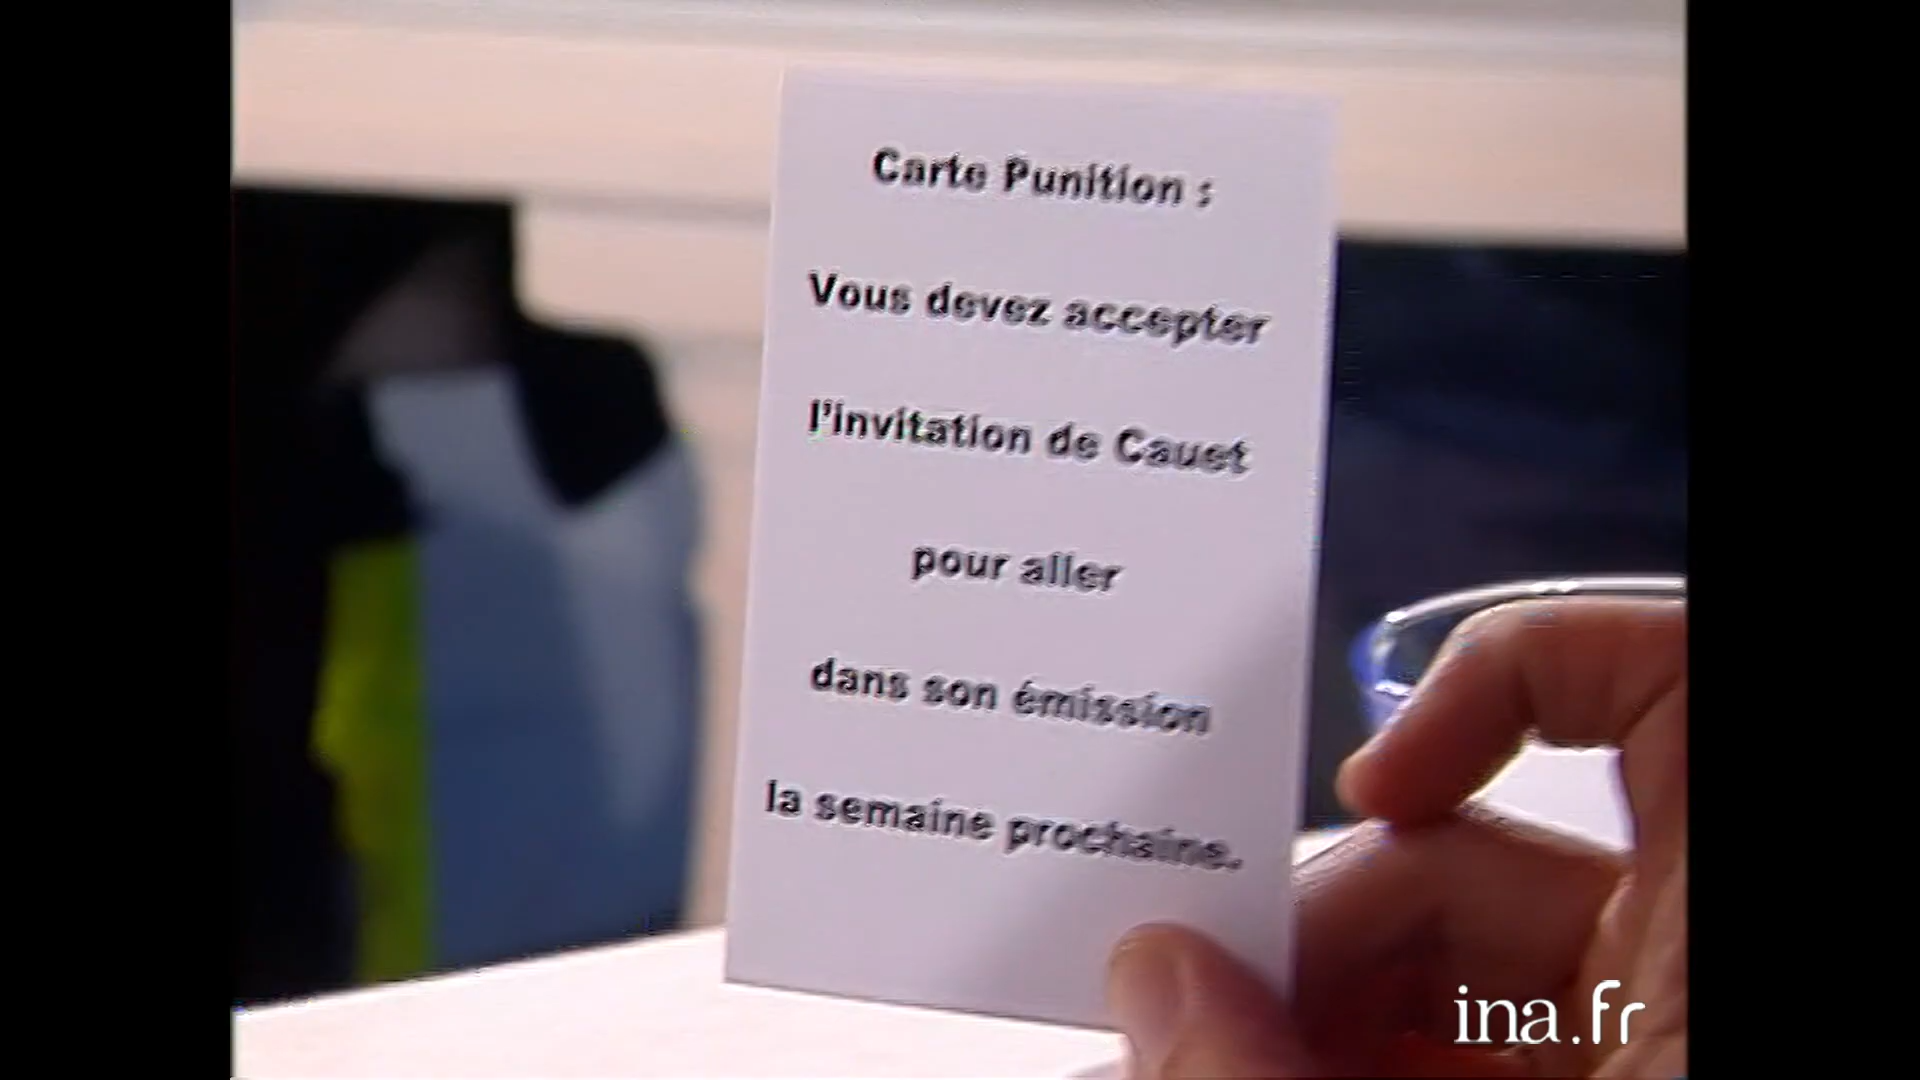 Carte Punition :
Vous devez accepter
l'invitation de Cauet
pour aller
dans son émission
la semaine prochaine.
ina.fr